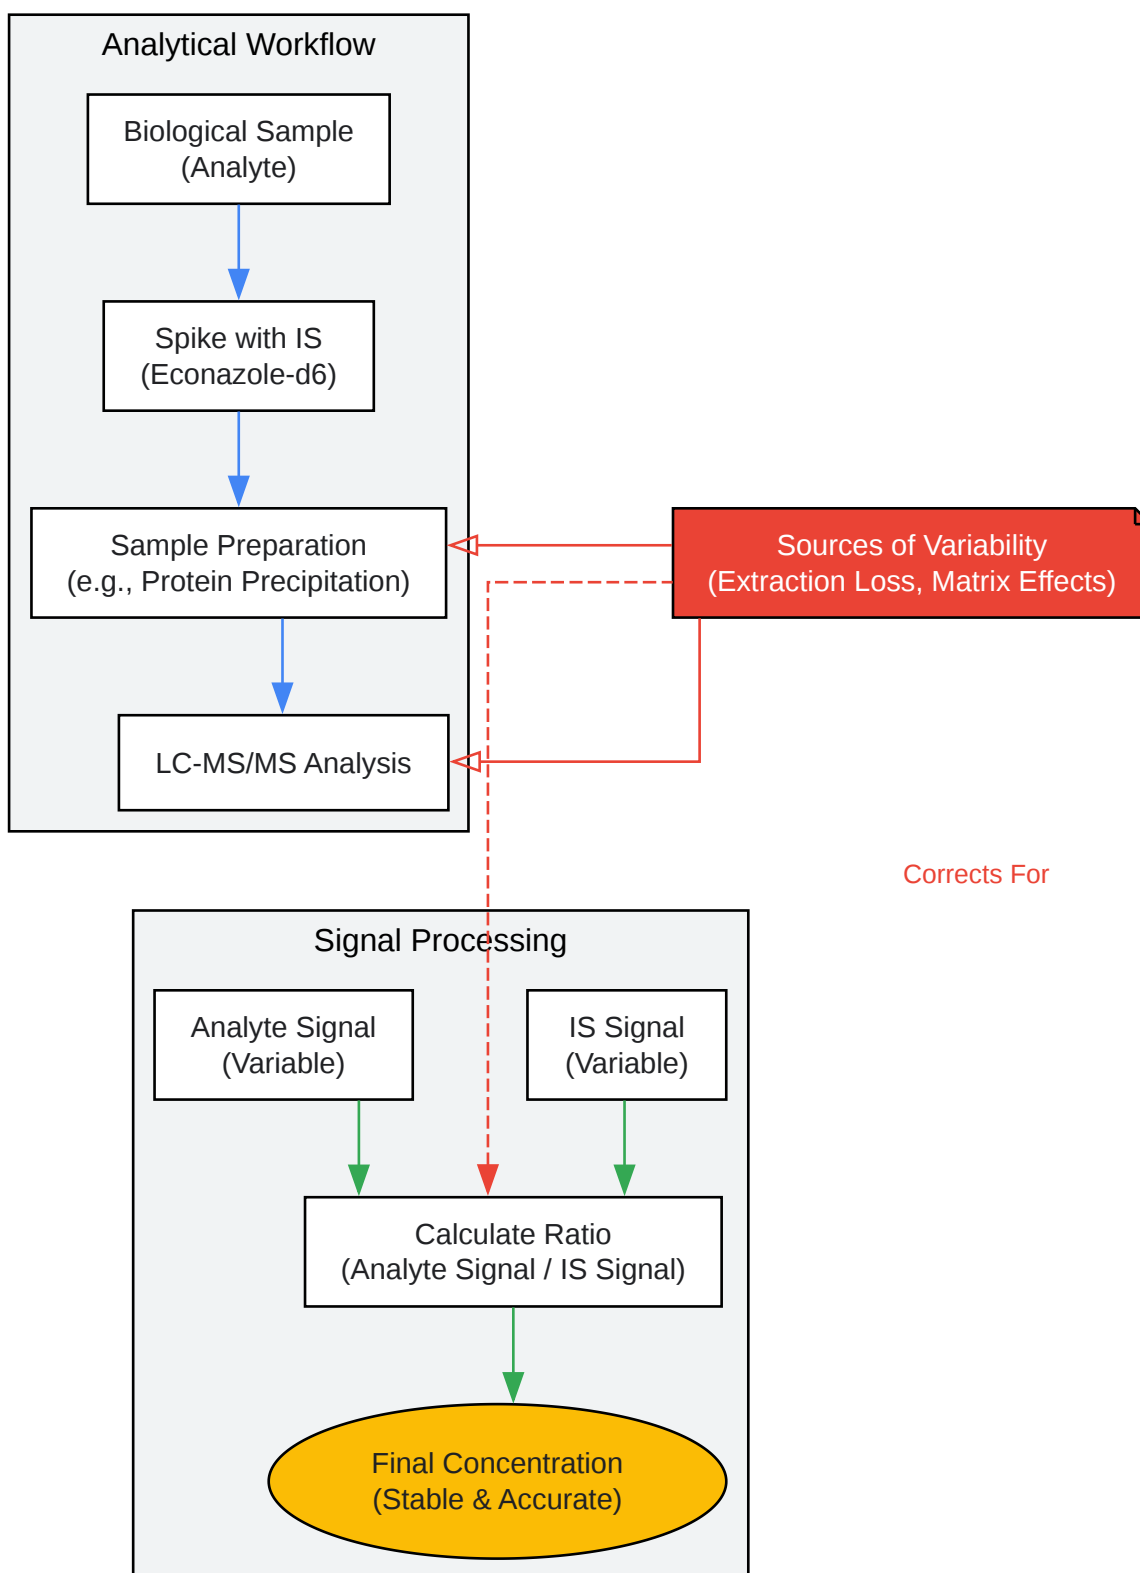 Analytical Workflow
Biological Sample
(Analyte)
Spike with IS
(Econazole-d6)
Sample Preparation
(e.g., Protein Precipitation)
Sources of Variability
(Extraction Loss, Matrix Effects)
LC-MS/MS Analysis
Corrects For
Signal Processing
Analyte Signal
(Variable)
IS Signal
(Variable)
Calculate Ratio
(Analyte Signal / IS Signal)
Final Concentration
(Stable & Accurate)